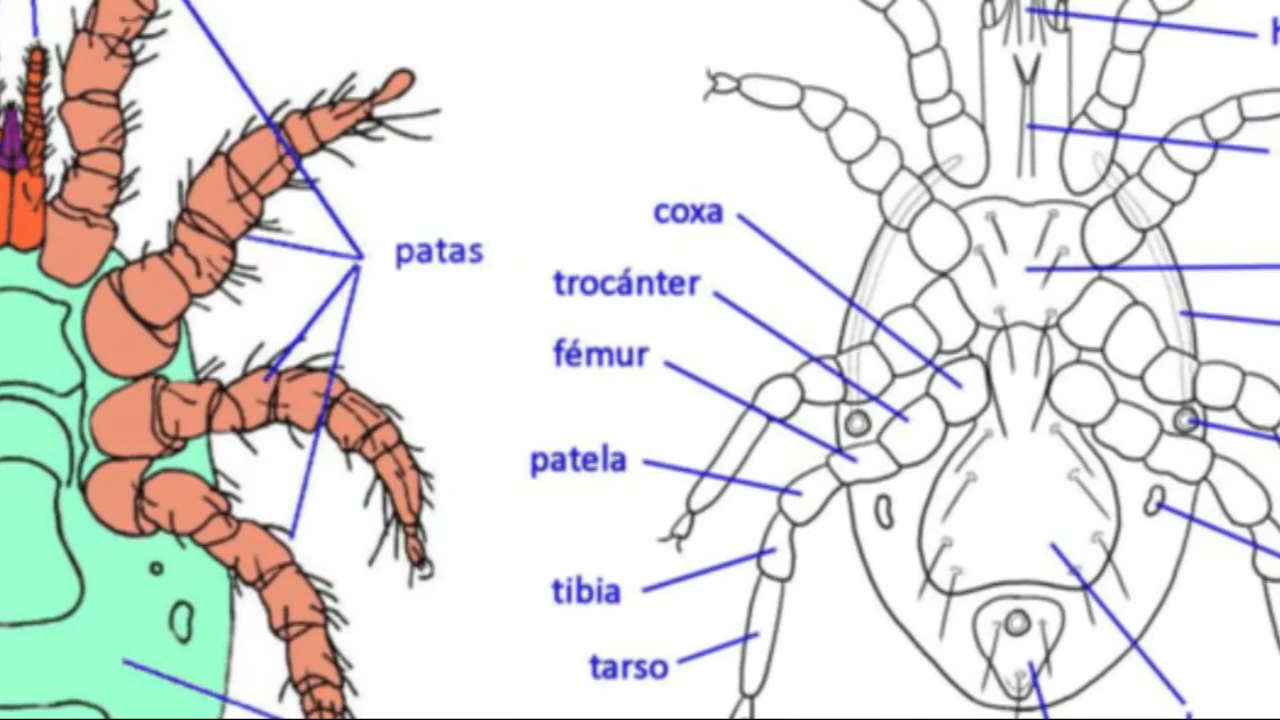 patas
coxa
trocánter
fémur
patela
tibia
tarso